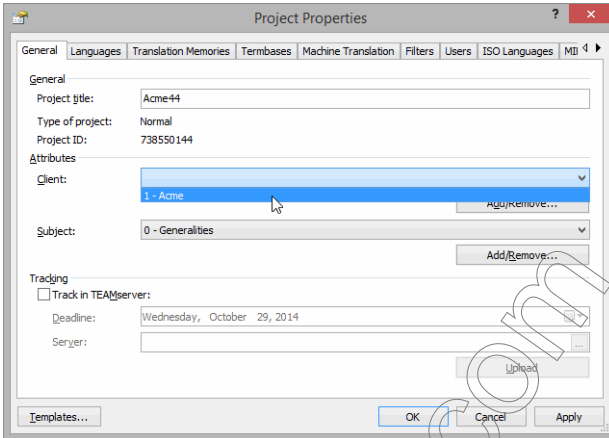 Project Properties
?
General Languages Translation Memories Termbases Machine Translation Filters Users ISO Languages
General
Project title: Acme44
Type of project: Normal
Project ID: 738550144
Attributes
Client:
1 - Acme
Add/Remove...
Subject: 0 - Generalities
Add/Remove...
Tracking
Track in TEAMserver:
Deadline: Wednesday, October 29, 2014
Server:
...
Upload
Templates... OK Cancel Apply
com